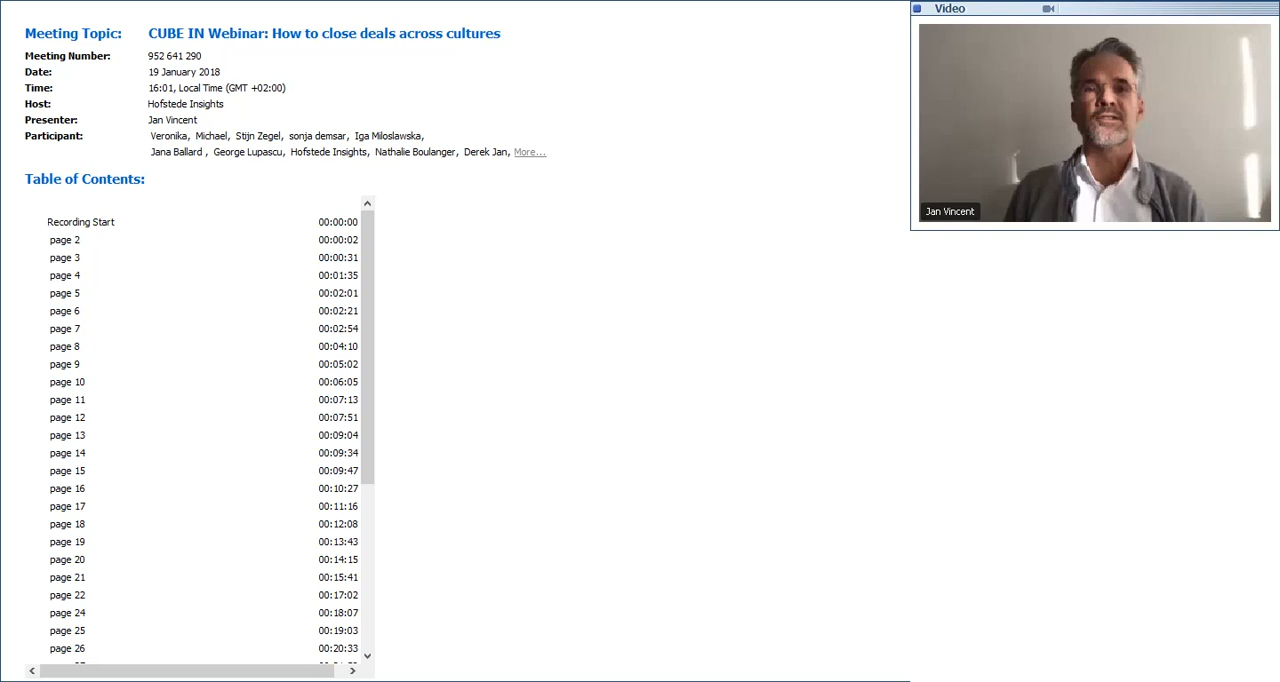 Meeting Topic: CUBE IN Webinar: How to close deals across cultures
Meeting Number: 952 641 290
Date: 19 January 2018
Time: 16:01, Local Time (GMT +02:00)
Host: Hofstede Insights
Presenter: Jan Vincent
Participant: Veronika, Michael, Stijn Zegel, sonja demsar, Iga Miloslawska,
Jana Ballard , George Lupascu, Hofstede Insights, Nathalie Boulanger, Derek Jan, More...
Table of Contents:
Recording Start 00:00:00
page 2 00:00:02
page 3 00:00:31
page 4 00:01:35
page 5 00:02:01
page 6 00:02:21
page 7 00:02:54
page 8 00:04:10
page 9 00:05:02
page 10 00:06:05
page 11 00:07:13
page 12 00:07:51
page 13 00:09:04
page 14 00:09:34
page 15 00:09:47
page 16 00:10:27
page 17 00:11:16
page 18 00:12:08
page 19 00:13:43
page 20 00:14:15
page 21 00:15:41
page 22 00:17:02
page 24 00:18:07
page 25 00:19:03
page 26 00:20:33
Video
Jan Vincent